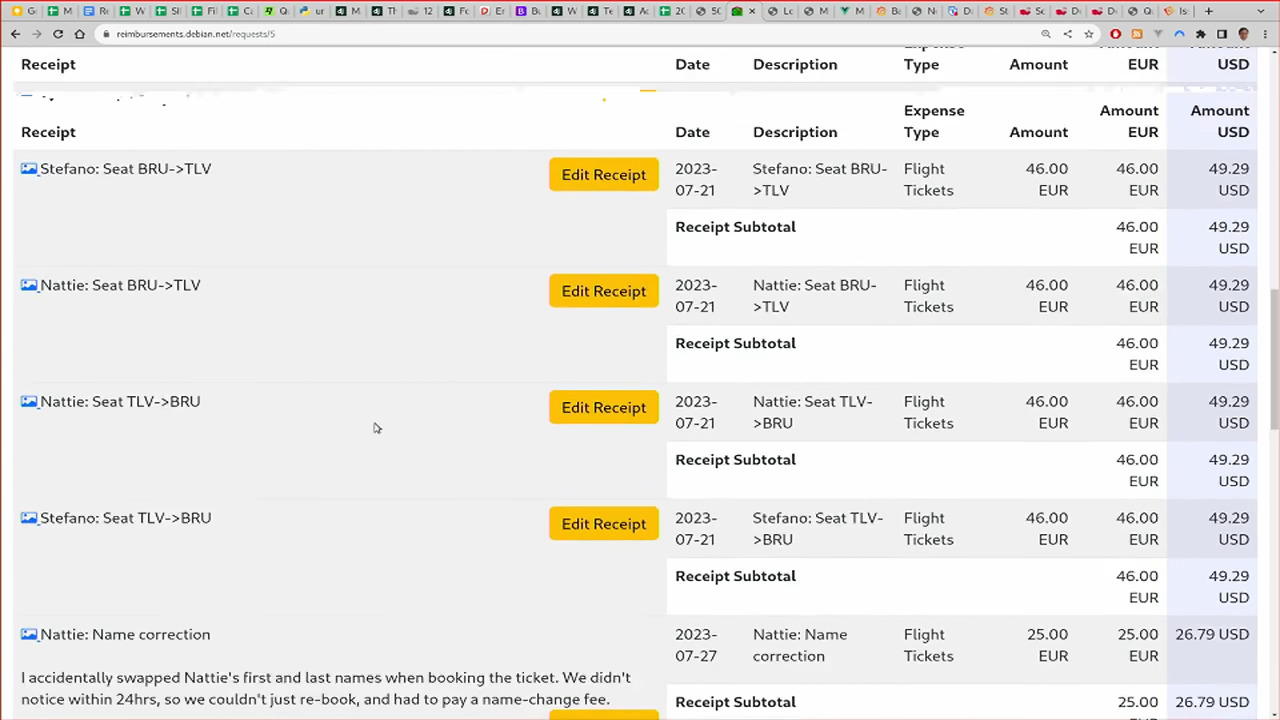 reimbursements.debian.net/requests/5
Receipt Date Description Type Amount EUR USD
Expense Amount Amount
Receipt Date Description Type Amount EUR USD
Stefano: Seat BRU->TLV Edit Receipt 2023- Stefano: Seat BRU- Flight 46.00 46.00 49.29
07-21 >TLV Tickets EUR EUR USD
Receipt Subtotal 46.00 49.29
EUR USD
Nattie: Seat BRU->TLV Edit Receipt 2023- Nattie: Seat BRU- Flight 46.00 46.00 49.29
07-21 >TLV Tickets EUR EUR USD
Receipt Subtotal 46.00 49.29
EUR USD
Nattie: Seat TLV->BRU Edit Receipt 2023- Nattie: Seat TLV- Flight 46.00 46.00 49.29
07-21 >BRU Tickets EUR EUR USD
Receipt Subtotal 46.00 49.29
EUR USD
Stefano: Seat TLV->BRU Edit Receipt 2023- Stefano: Seat TLV- Flight 46.00 46.00 49.29
07-21 >BRU Tickets EUR EUR USD
Receipt Subtotal 46.00 49.29
EUR USD
Nattie: Name correction 2023- Nattie: Name Flight 25.00 25.00 26.79 USD
07-27 correction Tickets EUR EUR
I accidentally swapped Nattie's first and last names when booking the ticket. We didn't
notice within 24hrs, so we couldn't just re-book, and had to pay a name-change fee.
Receipt Subtotal 25.00 26.79 USD